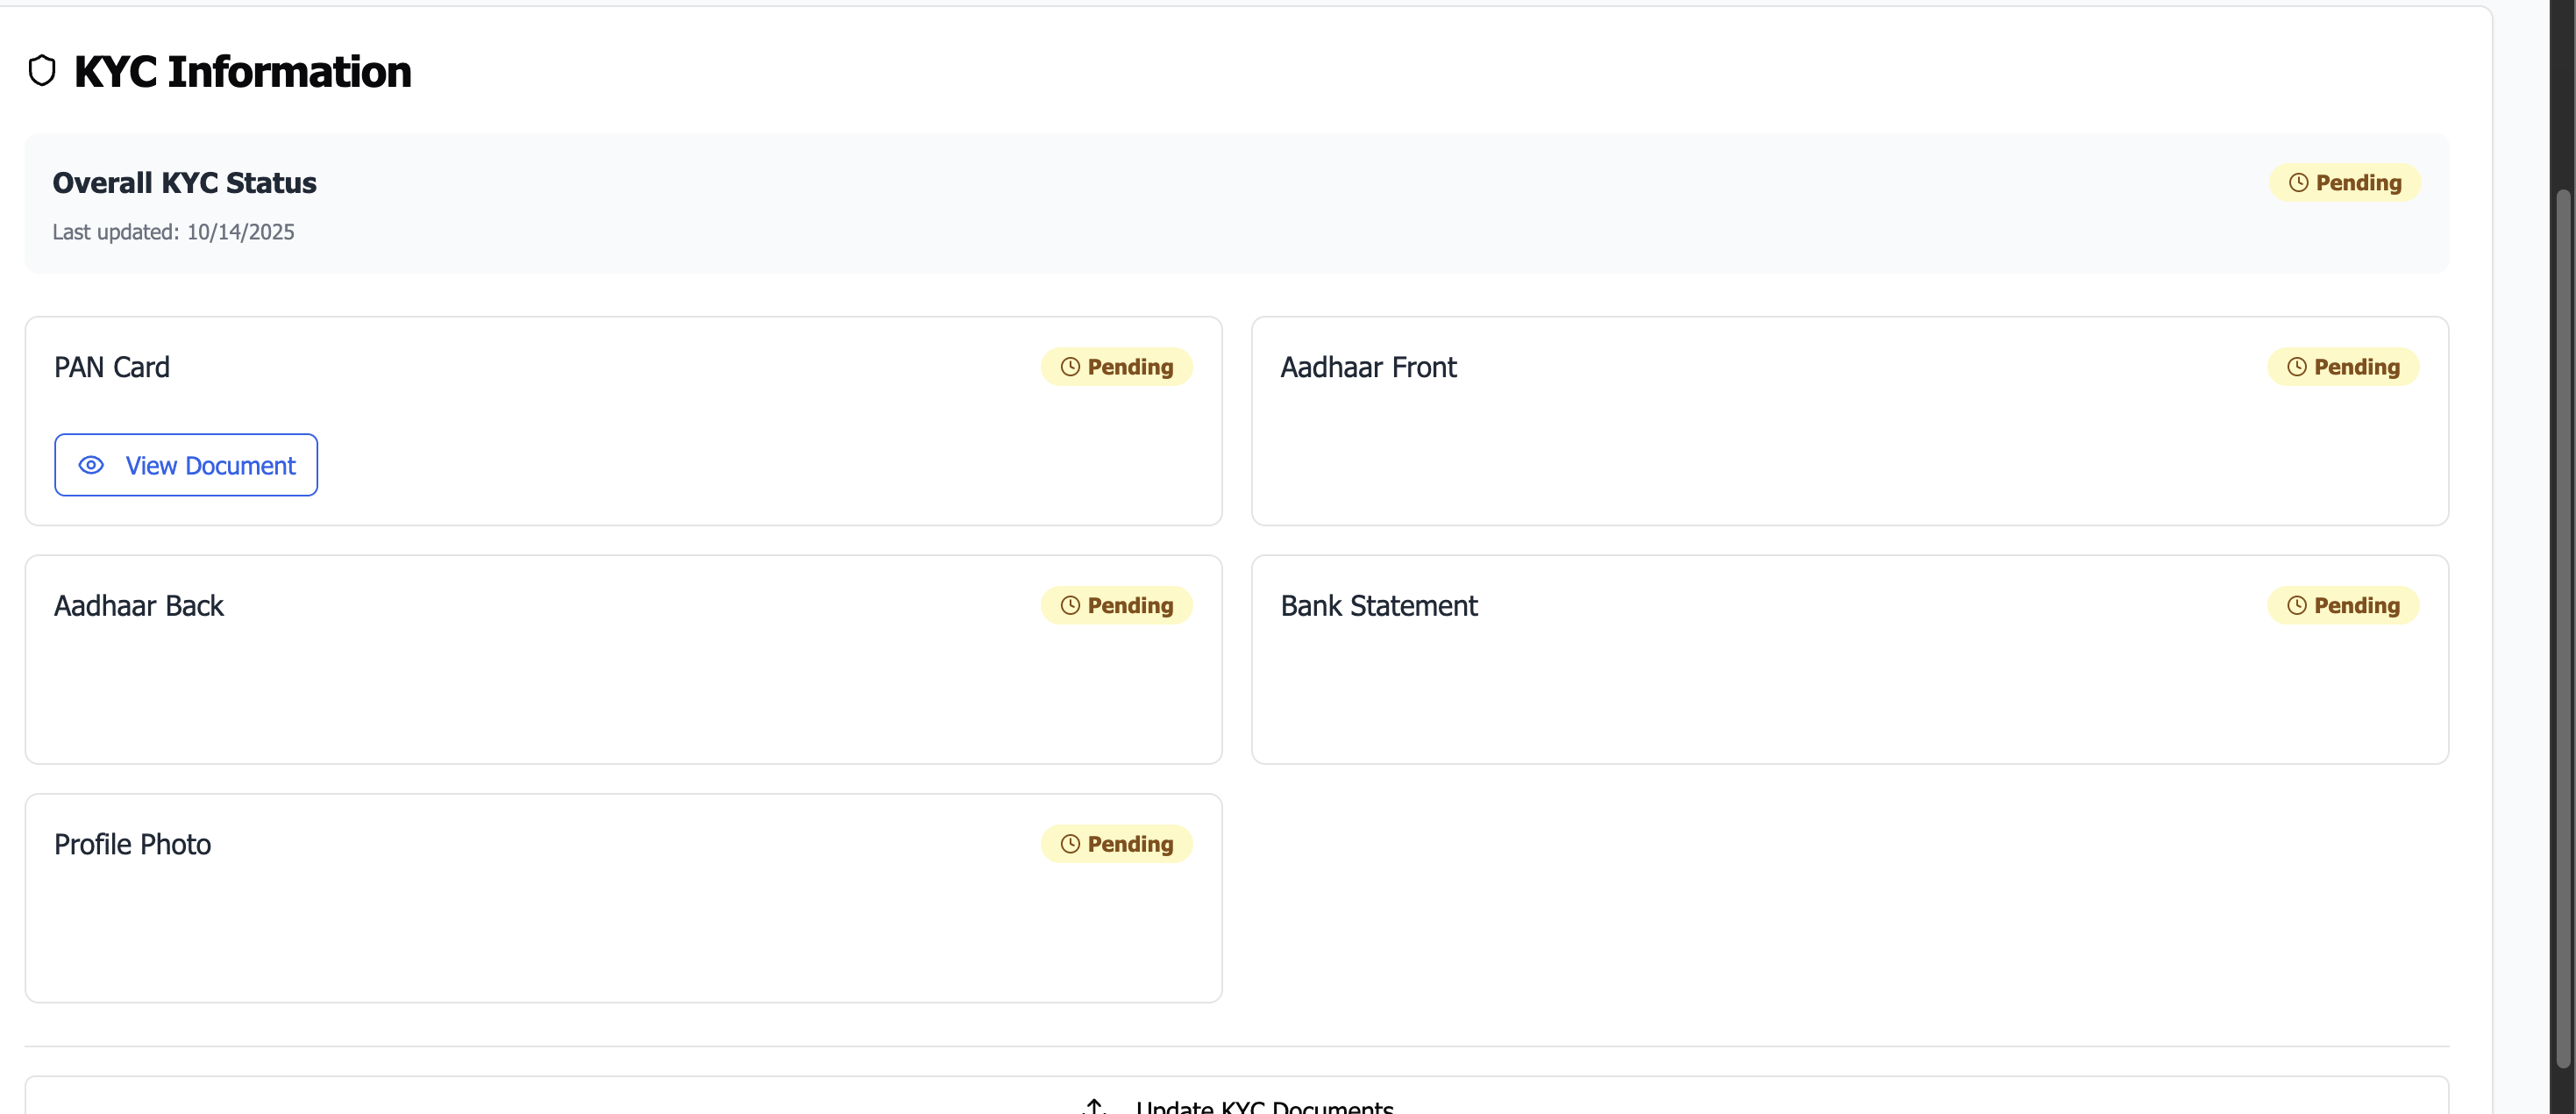 KYC Information
Overall KYC Status
Pending
Last updated: 10/14/2025
PAN Card
Pending
View Document
Aadhaar Front
Pending
Aadhaar Back
Pending
Bank Statement
Pending
Profile Photo
Pending
Update KYC Documents